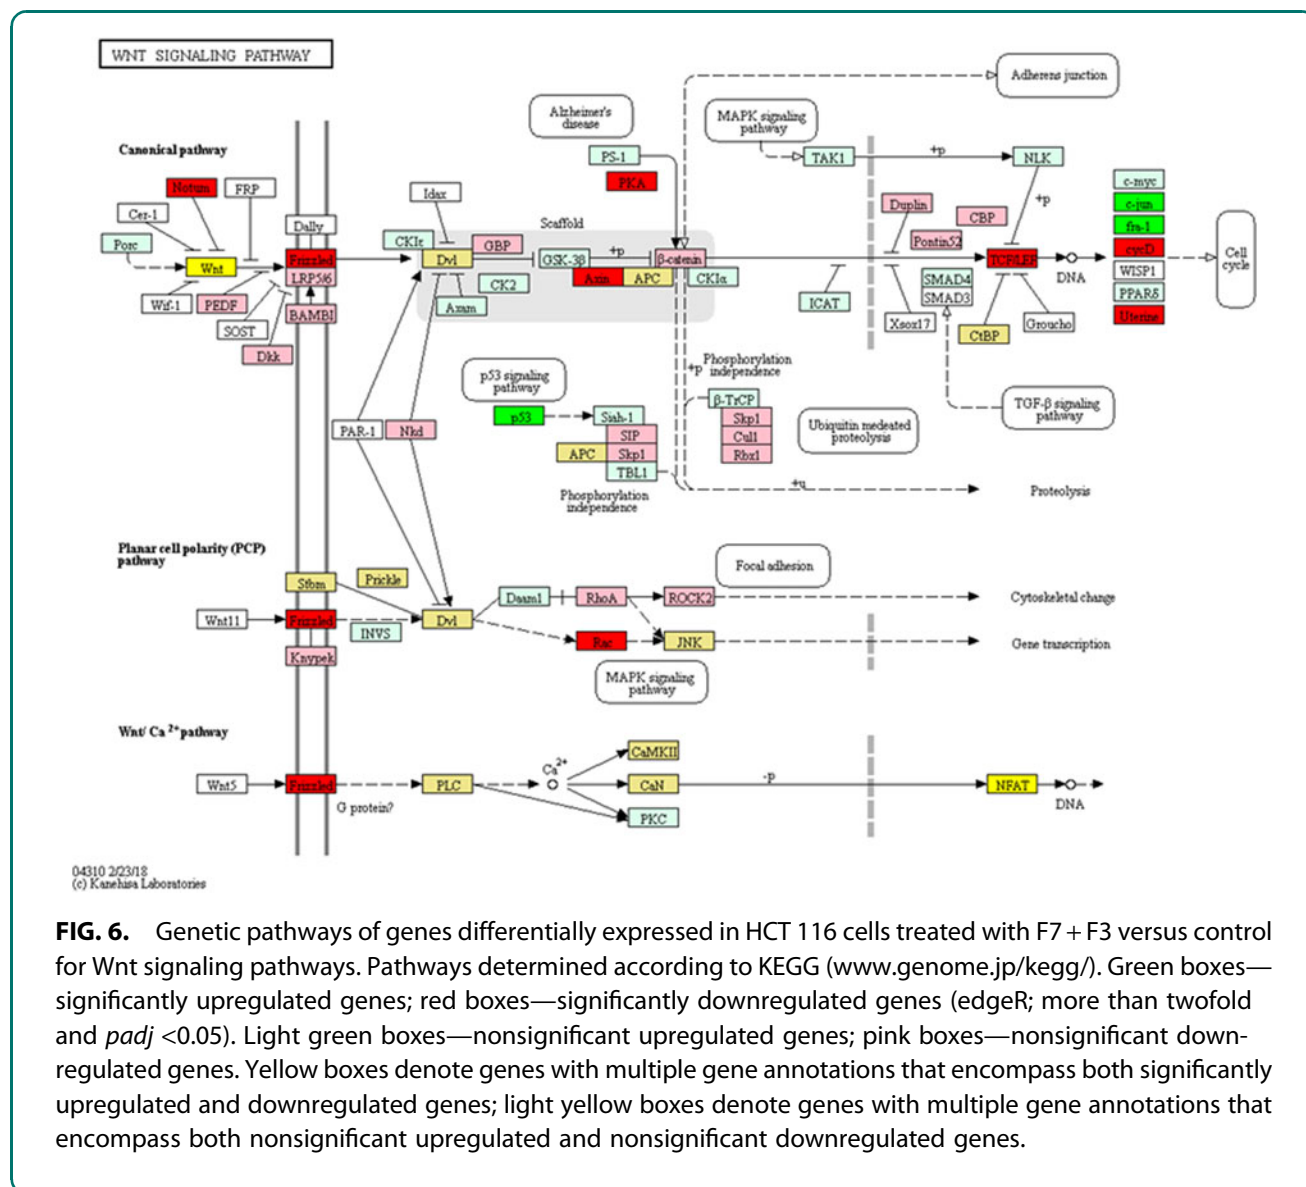 WNT SIGNALING PATHWAY
Adherens junction
Alzheimer's
disease
MAPK signaling
pathway
Canonical pathway
PS-1
TAK1
+p
NLK
PKA
Notum
FRP
Idax
Cer-1
Dally
Scaffold
Duplin
CBP
+p
c-myc
c-jun
fra-1
cycD
WISP1
PPARδ
Uterine
Cell
cycle
Porc
Wnt
Frizzled
LRP5/6
CKIε
Dvl
GBP
GSK-3β
+p
β-catenin
Pontin52
TCF/LEF
DNA
Axin
APC
CKIα
CK2
Axam
ICAT
SMAD4
SMAD3
Wif-1
PEDF
BAMBI
SOST
Dkk
Xsox17
CtBP
Groucho
p53 signaling
pathway
+p
Phosphorylation
independence
TGF-β signaling
pathway
p53
Siah-1
β-TrCP
PAR-1
Nkd
SIP
APC
Skp1
TBL1
Skp1
Cul1
Rbx1
Ubiquitin medeated
proteolysis
Phosphorylation
independence
+u
Proteolysis
Planar cell polarity (PCP)
pathway
Stbm
Prickle
Focal adhesion
Daam1
RhoA
ROCK2
Cytoskeletal change
Wnt11
Frizzled
INVS
Dvl
Rac
JNK
Gene transcription
Knypek
MAPK signaling
pathway
Wnt/ Ca 2+ pathway
CaMKII
Ca2+
Wnt5
Frizzled
PLC
CaN
-p
NFAT
G protein?
PKC
DNA
04310 2/23/18
(c) Kanehisa Laboratories
FIG. 6. Genetic pathways of genes differentially expressed in HCT 116 cells treated with F7 + F3 versus control
for Wnt signaling pathways. Pathways determined according to KEGG (www.genome.jp/kegg/). Green boxes—
significantly upregulated genes; red boxes—significantly downregulated genes (edgeR; more than twofold
and padj <0.05). Light green boxes—nonsignificant upregulated genes; pink boxes—nonsignificant down-
regulated genes. Yellow boxes denote genes with multiple gene annotations that encompass both significantly
upregulated and downregulated genes; light yellow boxes denote genes with multiple gene annotations that
encompass both nonsignificant upregulated and nonsignificant downregulated genes.